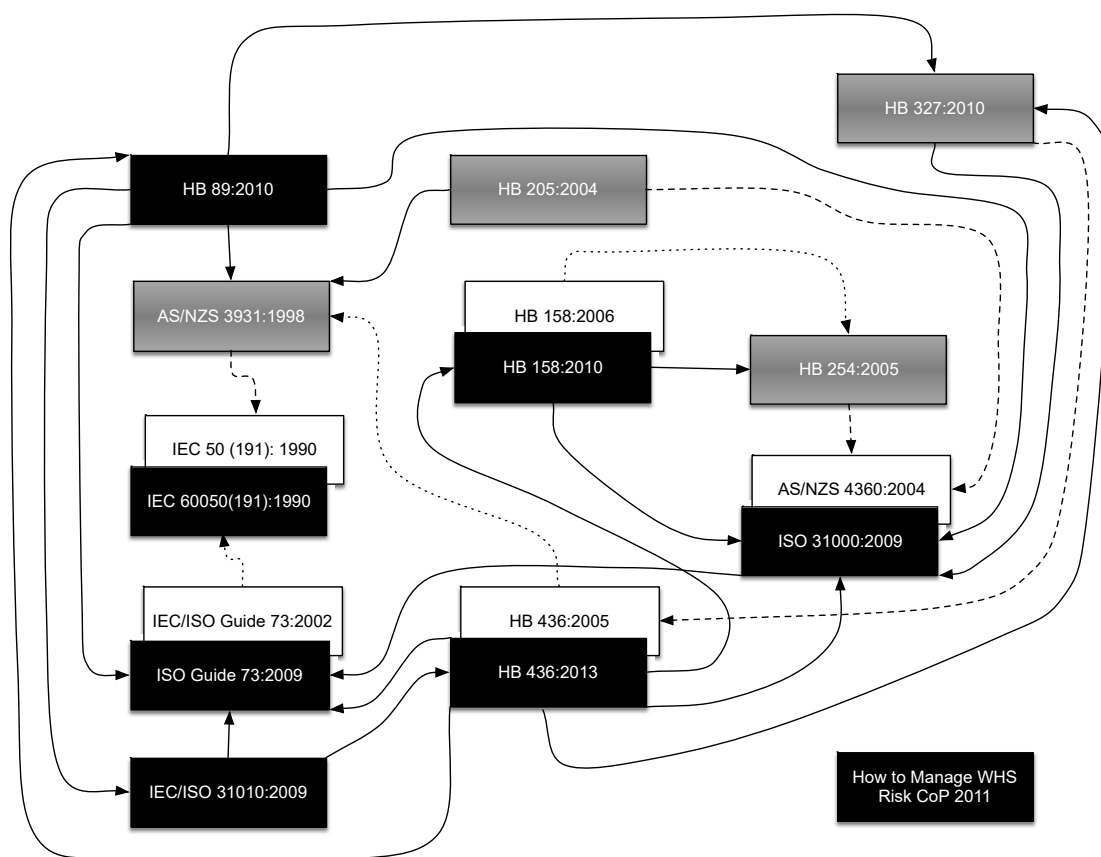 HB 327:2010
HB 89:2010
HB 205:2004
AS/NZS 3931:1998
HB 158:2006
HB 158:2010
HB 254:2005
IEC 50 (191): 1990
IEC 60050(191):1990
AS/NZS 4360:2004
ISO 31000:2009
IEC/ISO Guide 73:2002
ISO Guide 73:2009
HB 436:2005
HB 436:2013
IEC/ISO 31010:2009
How to Manage WHS
Risk CoP 2011